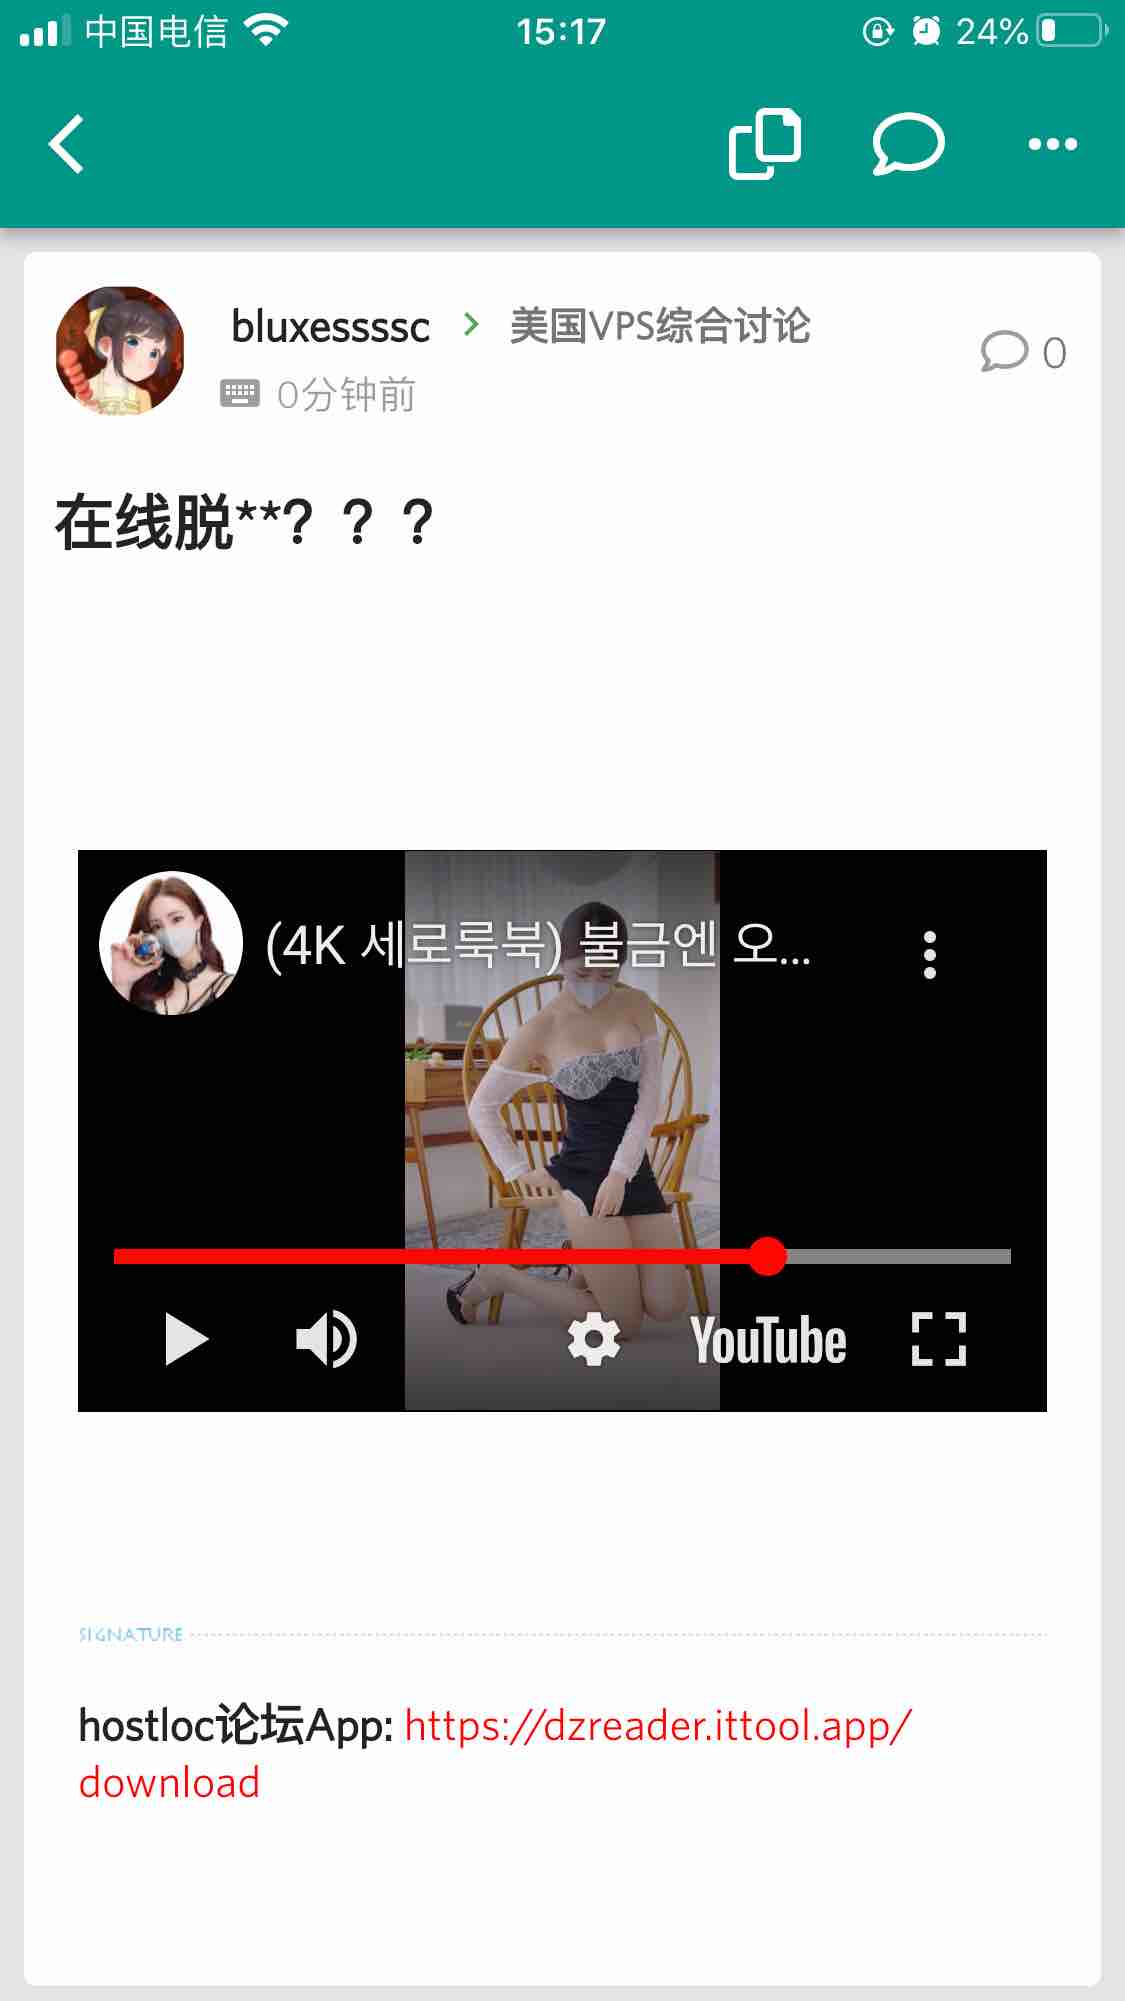 中国电信
15:17
24%
bluxessssc > 美国VPS综合讨论
0
0分钟前
在线脱**？？？
(4K 세로룩북) 불금엔 오...
YouTube
SIGNATURE
hostloc论坛App: https://dzreader.ittool.app/
download